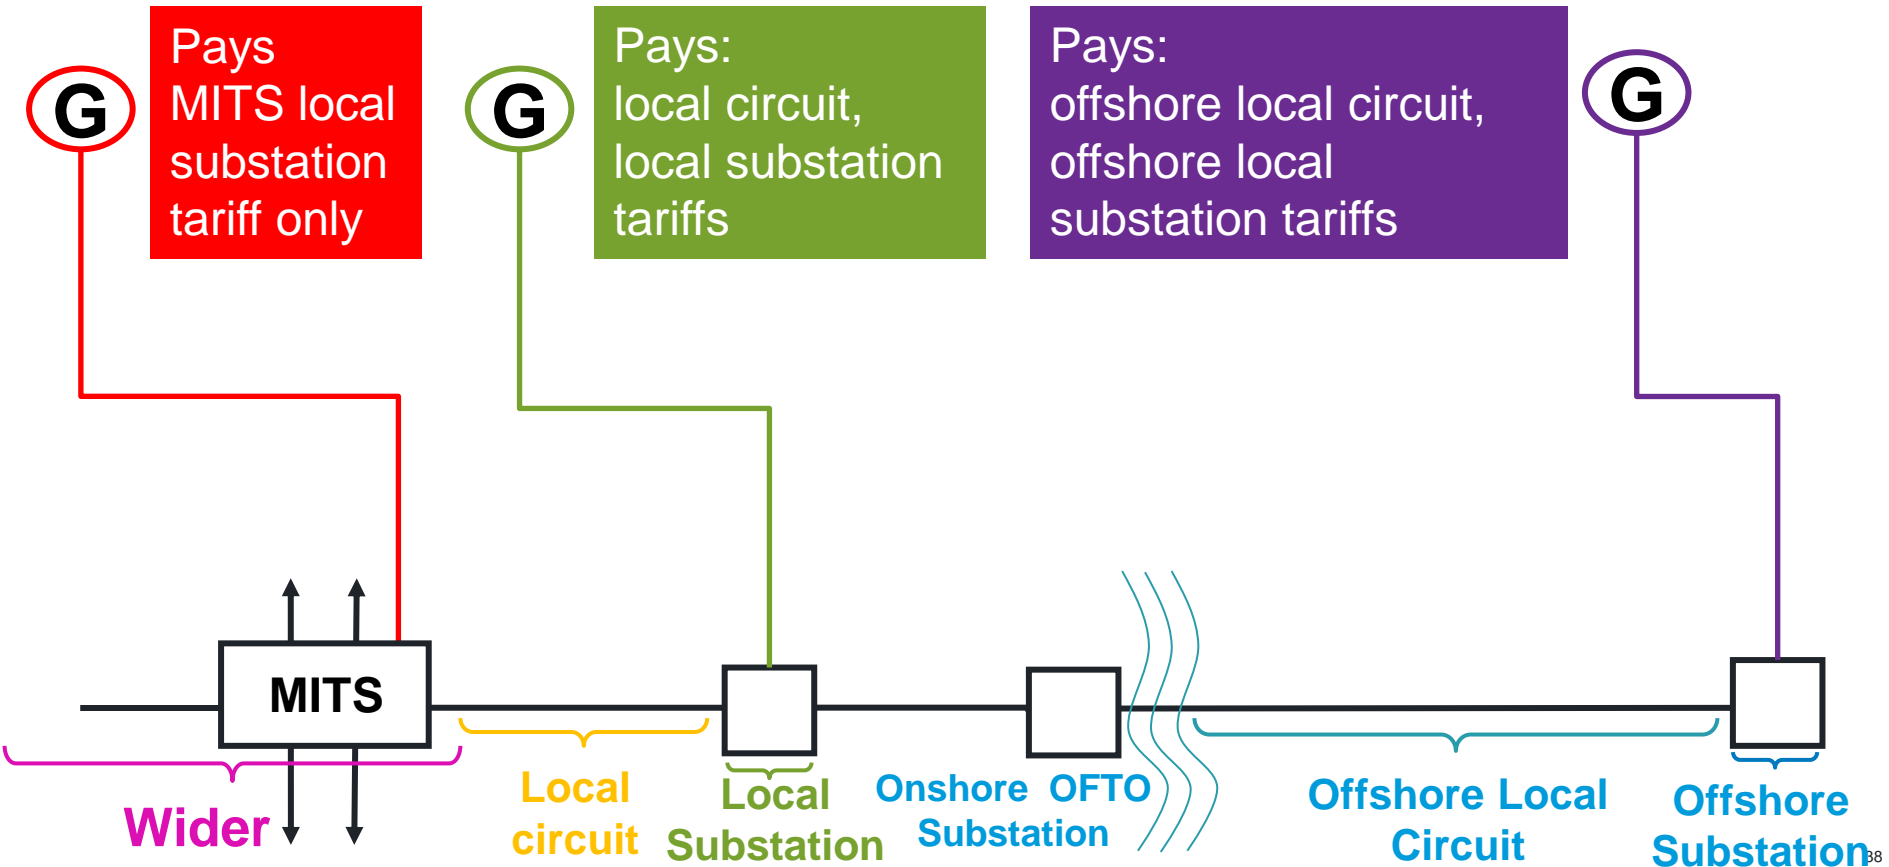 G
Pays
MITS local
substation
tariff only
G
Pays:
local circuit,
local substation
tariffs
Pays:
offshore local circuit,
offshore local
substation tariffs
G
MITS
Wider
Local
circuit
Local
Substation
Onshore OFTO
Substation
Offshore Local
Circuit
Offshore
Substation
38